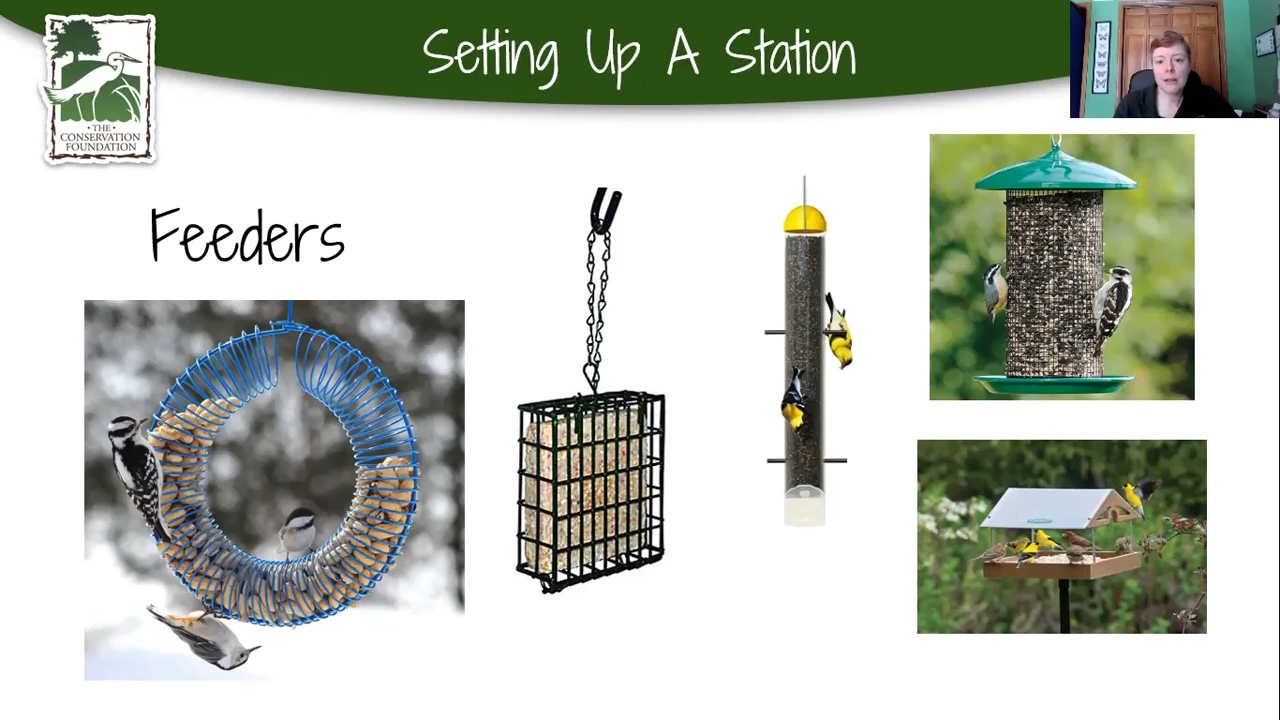 Setting Up A Station
• THE •
CONSERVATION
FOUNDATION
Feeders